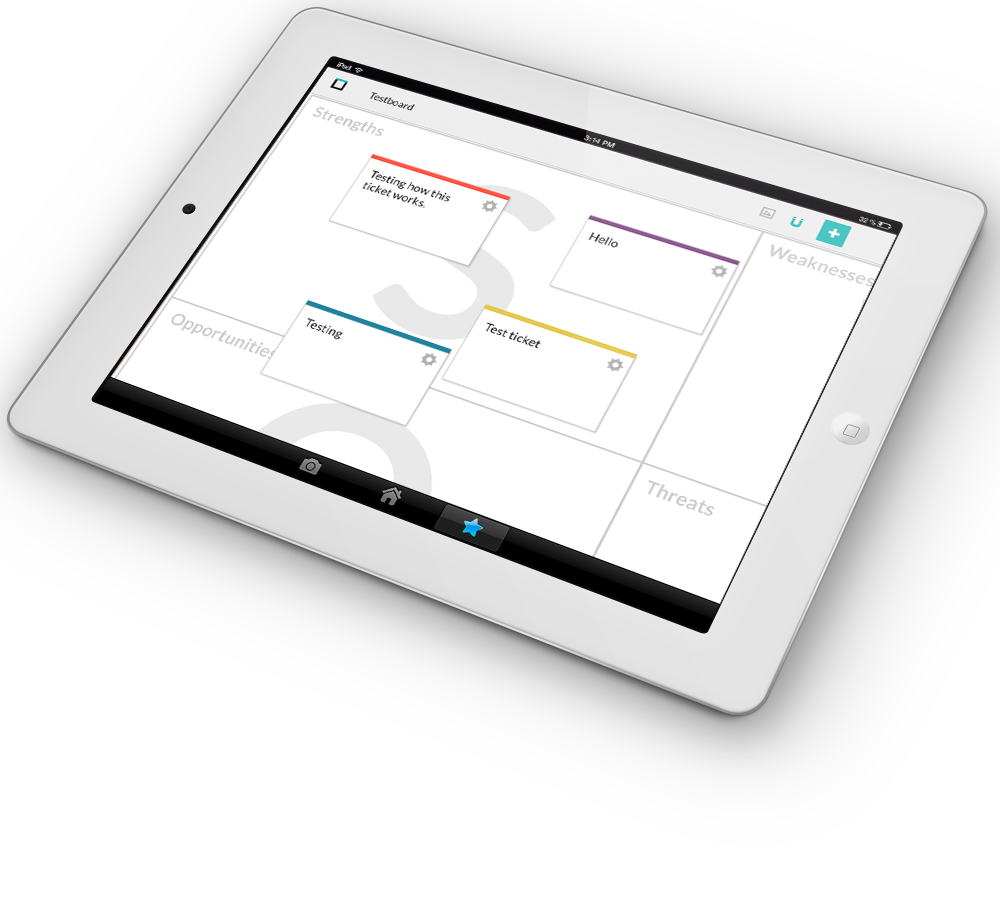 iPad
3:14 PM
32 %
Testboard
Strengths
Weaknesses
Testing how this
ticket works.
Hello
S
Opportunities
Testing
Test ticket
O
Threats